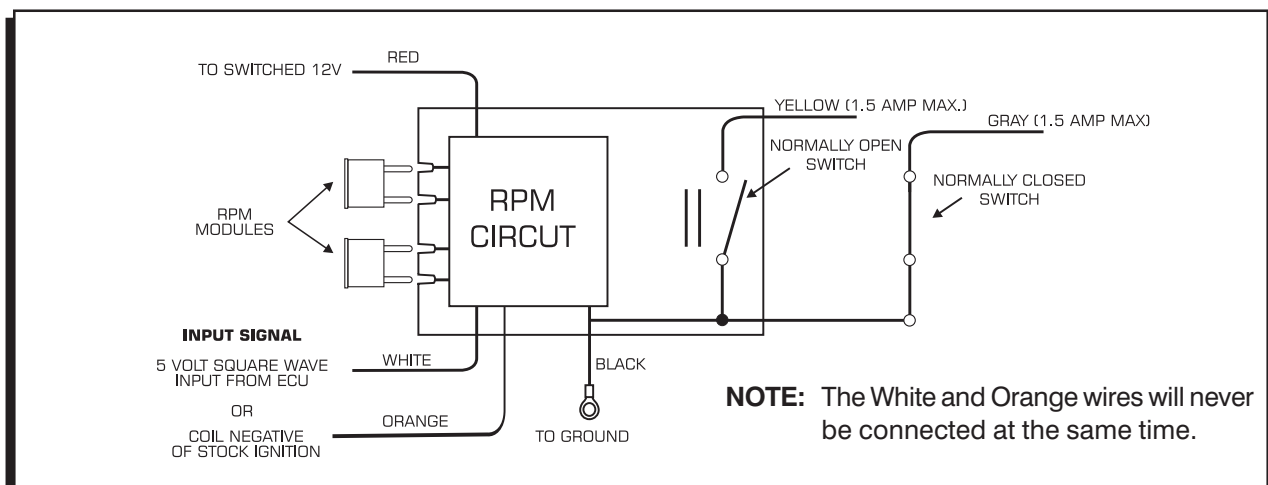 RED
TO SWITCHED 12V
YELLOW (1.5 AMP MAX.)
GRAY (1.5 AMP MAX)
NORMALLY OPEN
SWITCH
NORMALLY CLOSED
SWITCH
RPM
MODULES
RPM
CIRCUT
INPUT SIGNAL
5 VOLT SQUARE WAVE
INPUT FROM ECU
WHITE
OR
COIL NEGATIVE
OF STOCK IGNITION
ORANGE
BLACK
TO GROUND
NOTE: The White and Orange wires will never
be connected at the same time.